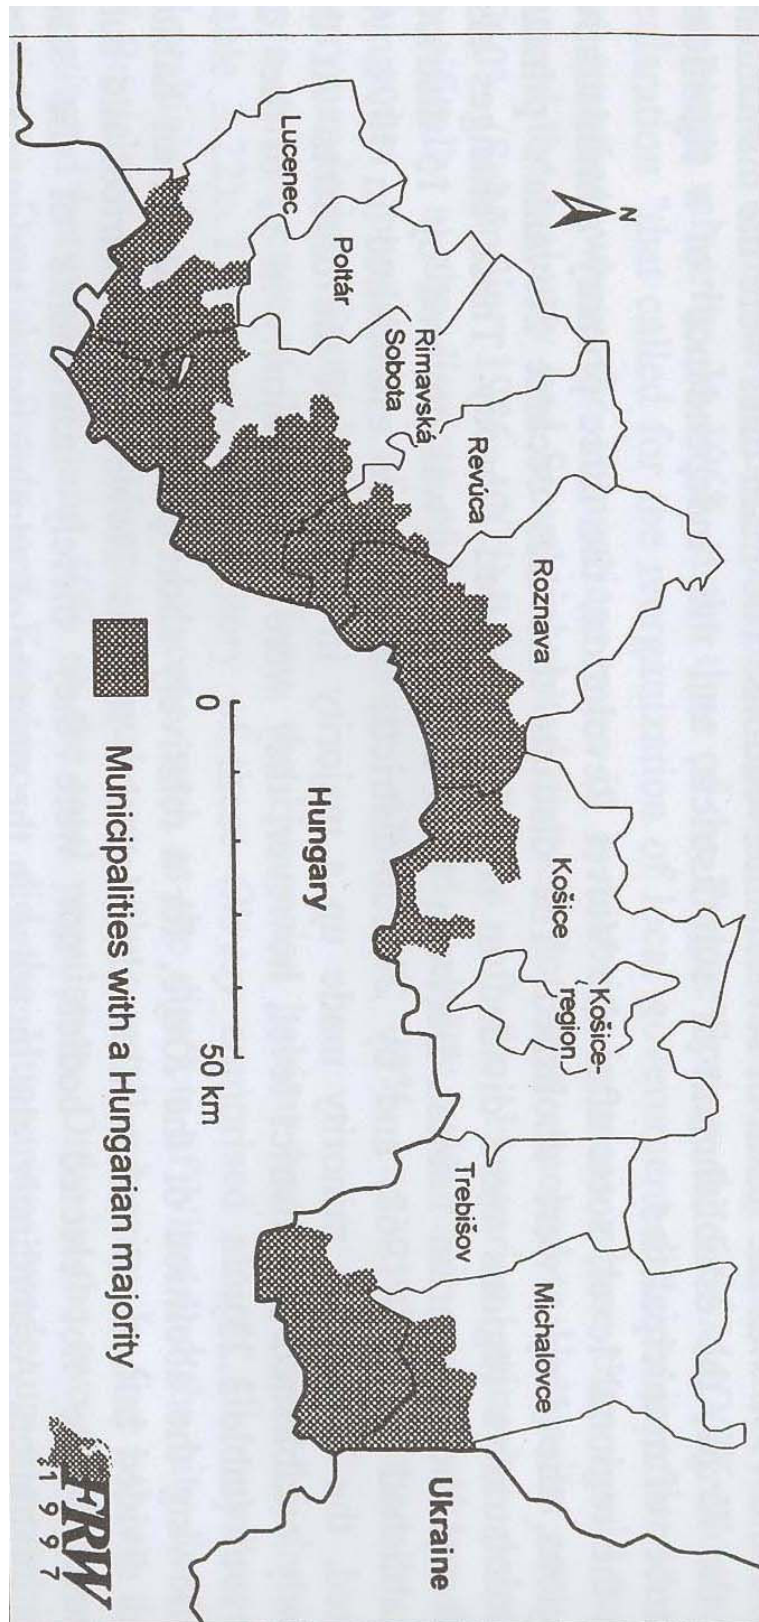 N
Lucenec
Poltár
Rimavská
Sobota
Revúca
Roznava
Košice
Košice-
region
Trebišov
Michalovce
Hungary
Ukraine
0
50 km
Municipalities with a Hungarian majority
FRW
1997